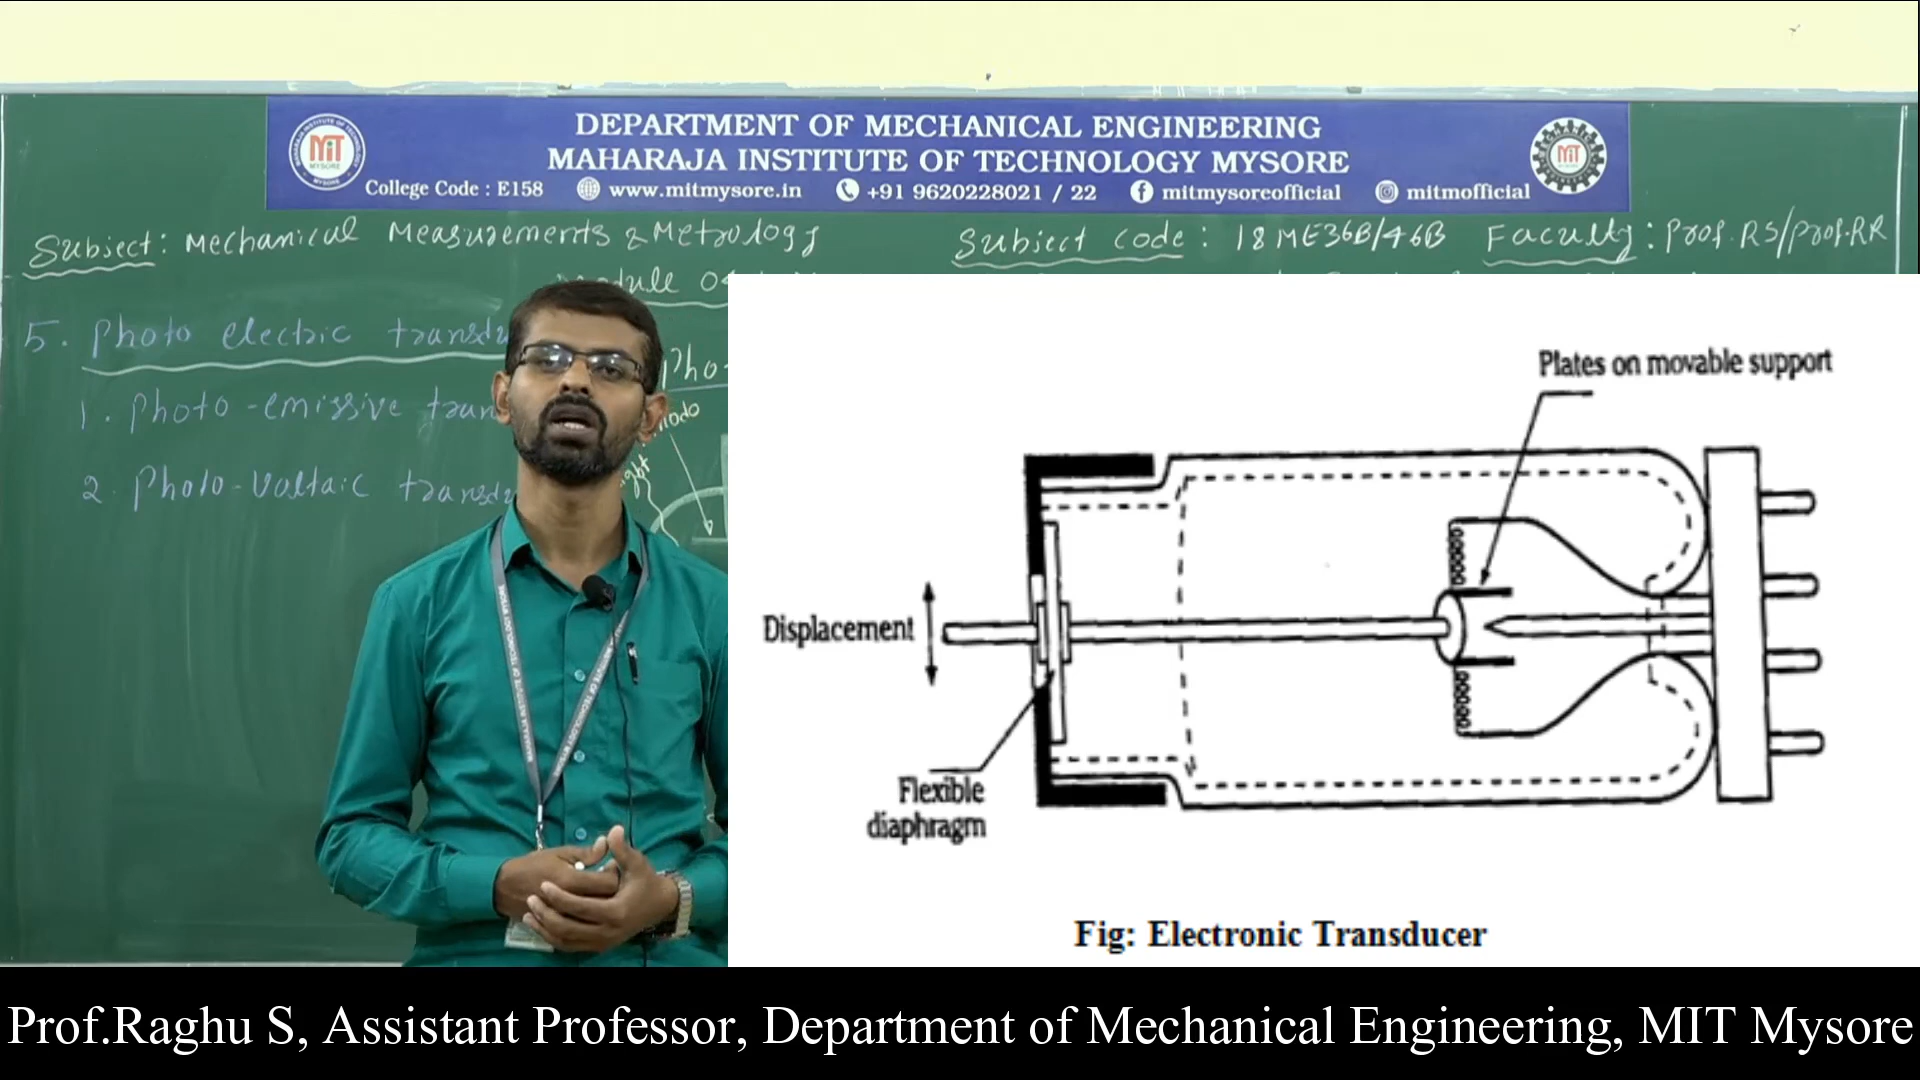 DEPARTMENT OF MECHANICAL ENGINEERING
MAHARAJA INSTITUTE OF TECHNOLOGY MYSORE
MIT
MYSORE
College Code : E158 www.mitmysore.in +91 9620228021 / 22 mitmysoreofficial mitmofficial
MIT
Subject: Mechanical Measurements & Metrology Subject code: 18ME36B/46B Faculty: Prof.RS/Prof.RR
5. Photo electric
1. Photo-emissive
2. Photo-Voltaic
Plates on movable support
Displacement
Flexible
diaphragm
Fig: Electronic Transducer
Prof.Raghu S, Assistant Professor, Department of Mechanical Engineering, MIT Mysore